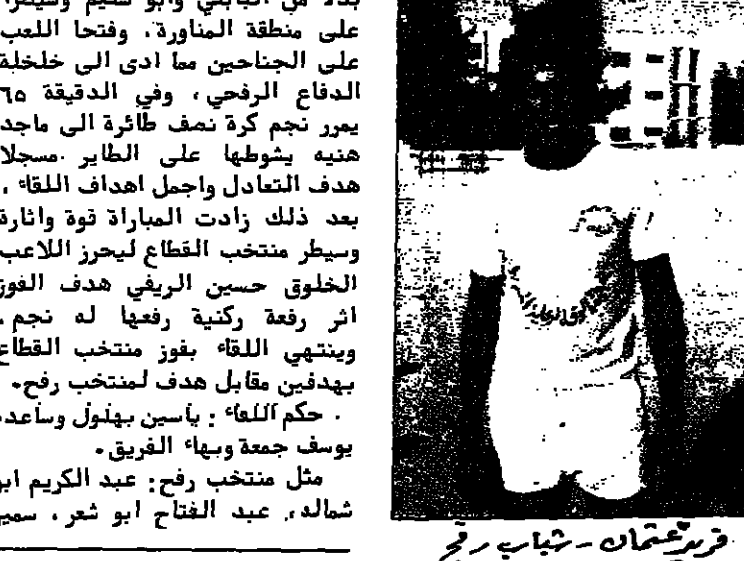 بدلا من البابلي وابو سليم وسيطرا
على منطقة المناورة، وفتحا اللعب
على الجناحين مما ادى الى خلخلة
الدفاع الرفحي، وفي الدقيقة ٦٥
يمرر نجم كرة نصف طائرة الى ماجد
هنيه يشوطها على الطاير مسجلا
هدف التعادل واجمل اهداف اللقاء .
بعد ذلك زادت المباراة قوة واثارة
وسيطر منتخب القطاع ليحرز اللاعب
الخلوق حسين الريفي هدف الفوز
اثر رفعة ركنية رفعها له نجم.
وينتهي اللقاء بفوز منتخب القطاع
بهدفين مقابل هدف لمنتخب رفح.
. حكم اللقاء : ياسين بهلول وساعده
يوسف جمعة وبهاء الفريق.
مثل منتخب رفح: عبد الكريم ابو
شماله، عبد الفتاح ابو شعر، سمير
فريد عثمان - شباب رفح